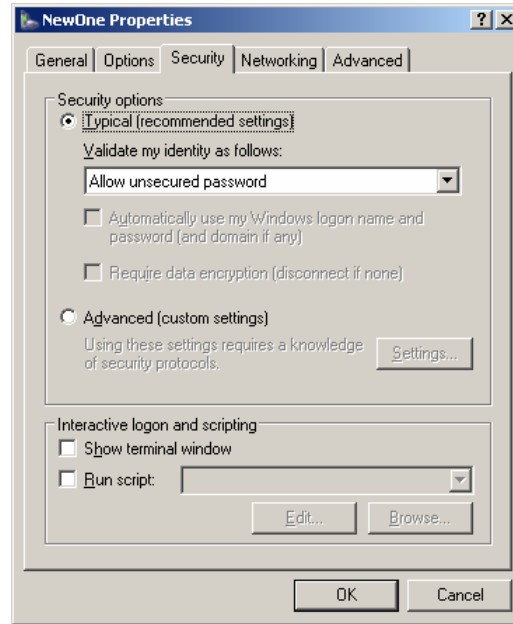 NewOne Properties
General Options Security Networking Advanced
Security options
Typical (recommended settings)
Validate my identity as follows:
Allow unsecured password
Automatically use my Windows logon name and
password (and domain if any)
Require data encryption (disconnect if none)
Advanced (custom settings)
Using these settings requires a knowledge
of security protocols.
Settings...
Interactive logon and scripting
Show terminal window
Run script:
Edit... Browse...
OK Cancel